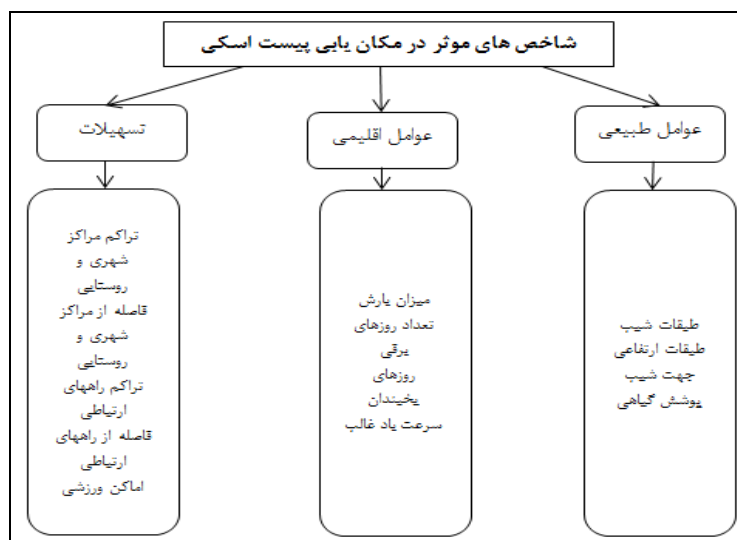 شاخص های موثر در مکان یابی پیست اسکی
عوامل طبیعی
عوامل اقلیمی
تسهیلات
طبقات شیب
طبقات ارتفاعی
جهت شیب
پوشش گیاهی
میزان بارش
تعداد روزهای
برفی
روزهای
یخبندان
سرعت باد غالب
تراکم مراکز
شهری و
روستایی
فاصله از مراکز
شهری و
روستایی
تراکم راههای
ارتباطی
فاصله از راههای
ارتباطی
اماکن ورزشی